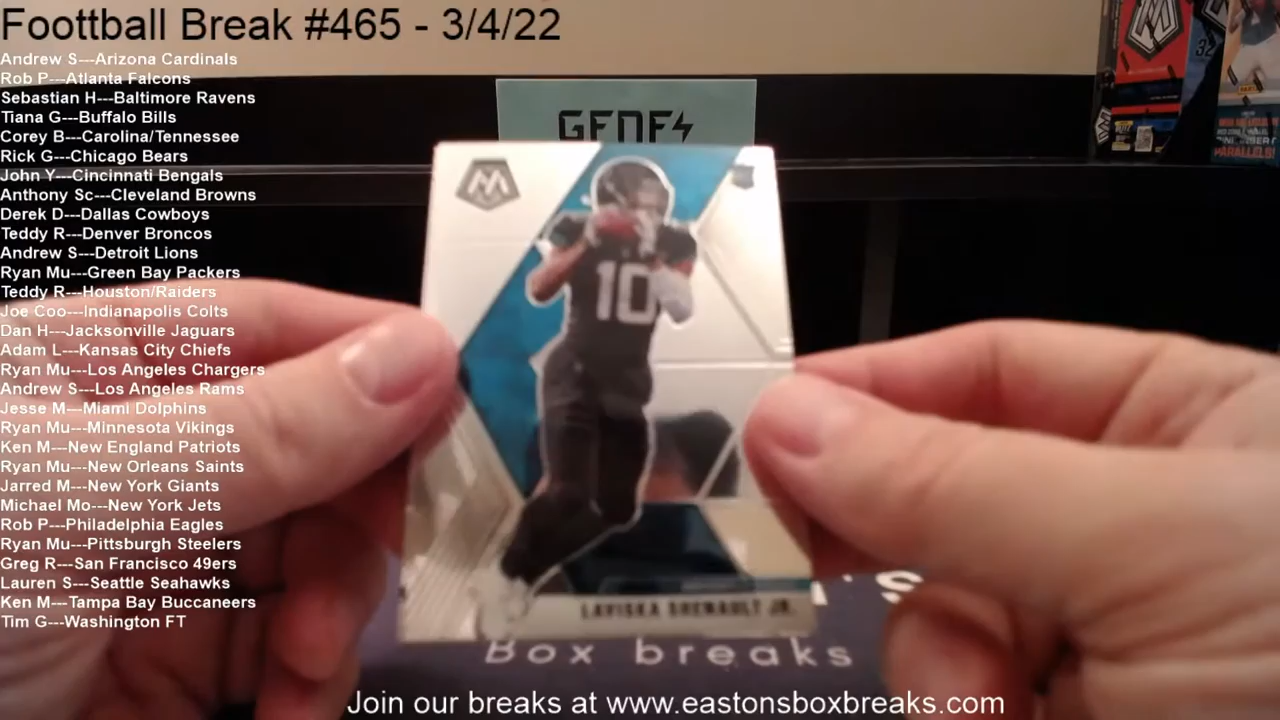 Foottball Break #465 - 3/4/22
Andrew S---Arizona Cardinals
Rob P---Atlanta Falcons
Sebastian H---Baltimore Ravens
Tiana G---Buffalo Bills
Corey B---Carolina/Tennessee
Rick G---Chicago Bears
John Y---Cincinnati Bengals
Anthony Sc---Cleveland Browns
Derek D---Dallas Cowboys
Teddy R---Denver Broncos
Andrew S---Detroit Lions
Ryan Mu---Green Bay Packers
Teddy R---Houston/Raiders
Joe Coo---Indianapolis Colts
Dan H---Jacksonville Jaguars
Adam L---Kansas City Chiefs
Ryan Mu---Los Angeles Chargers
Andrew S---Los Angeles Rams
Jesse M---Miami Dolphins
Ryan Mu---Minnesota Vikings
Ken M---New England Patriots
Ryan Mu---New Orleans Saints
Jarred M---New York Giants
Michael Mo---New York Jets
Rob P---Philadelphia Eagles
Ryan Mu---Pittsburgh Steelers
Greg R---San Francisco 49ers
Lauren S---Seattle Seahawks
Ken M---Tampa Bay Buccaneers
Tim G---Washington FT
10
LAVISKA SHENAULT JR.
Box breaks
32
PARALLELS!
Join our breaks at www.eastonsboxbreaks.com